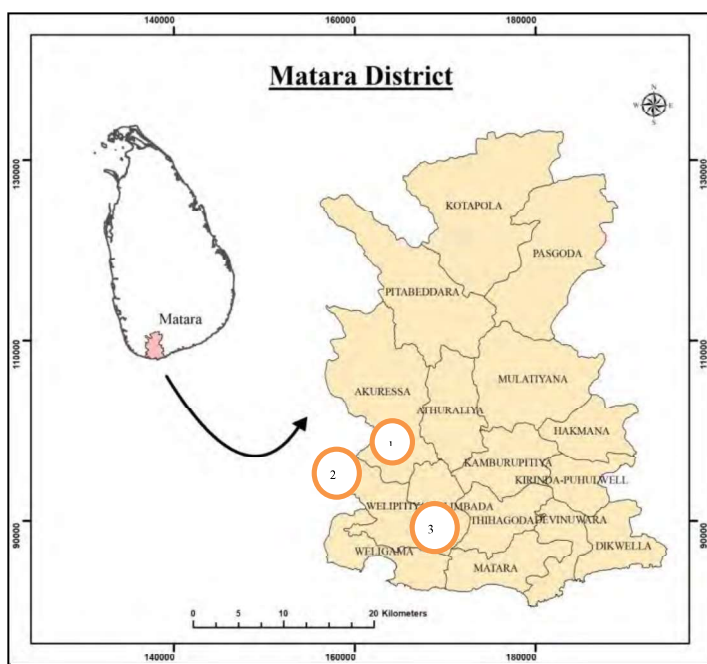 140000 160000 180000
Matara District
N
W E
S
130000 130000
KOTAPOLA
PASGODA
PITABEDDARA
Matara
110000 110000
MULATIYANA
AKURESSA
ATHURALIYA
HAKMANA
1
KAMBURUPITIYA
2
KIRINDA-PUHULWELL
WELIPITIY LIMBADA
90000 THIHAGODA DEVINUWARA 90000
3
WELIGAMA DIKWELLA
MATARA
0 5 10 20 Kilometers
140000 160000 180000